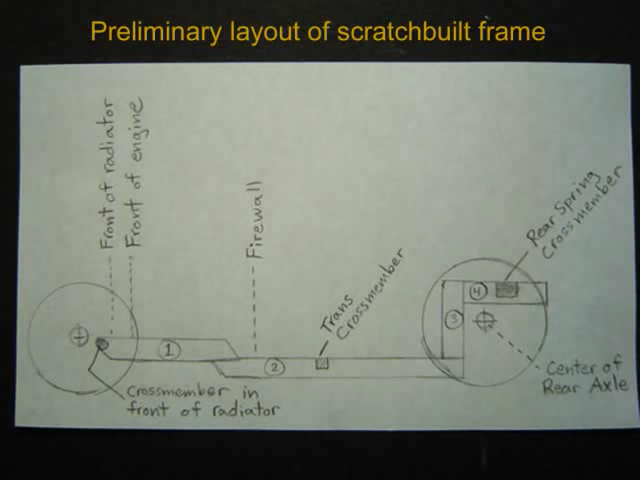 Preliminary layout of scratchbuilt frame
Front of radiator
Front of engine
Firewall
Trans
Crossmember
Rear Spring
Crossmember
1
2
3
4
Crossmember in
front of radiator
Center of
Rear Axle